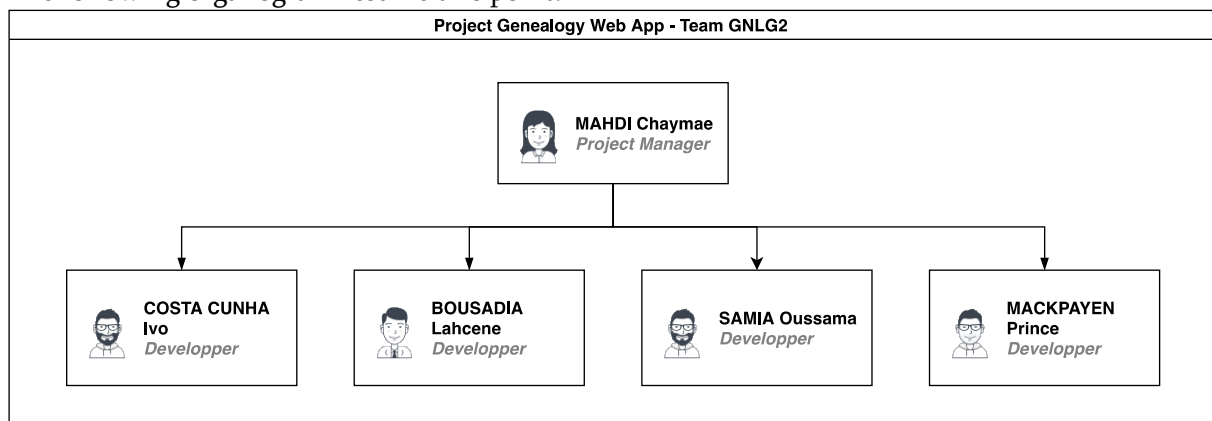 Project Genealogy Web App - Team GNLG2
MAHDI Chaymae
Project Manager
COSTA CUNHA
Ivo
Developper
BOUSADIA
Lahcene
Developper
SAMIA Oussama
Developper
MACKPAYEN
Prince
Developper